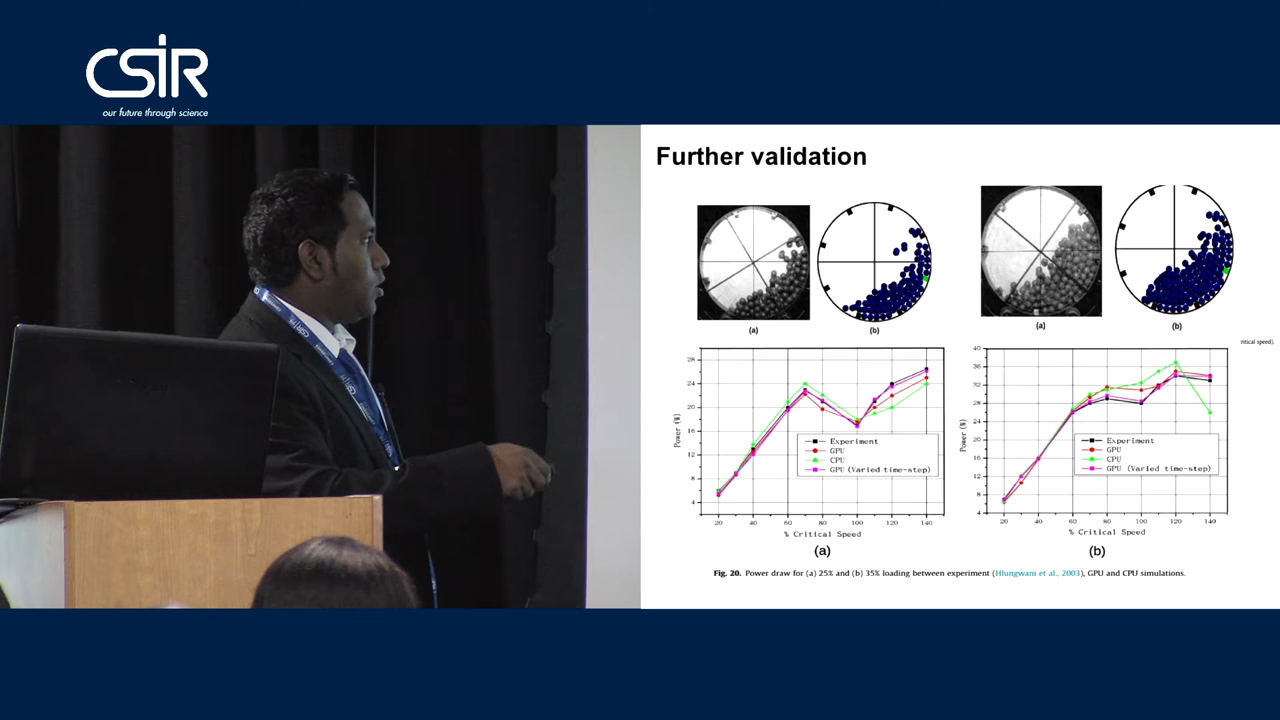 CSIR
our future through science
Further validation
(a)
(b)
(a)
(b)
ritical speed).
28
24
20
16
12
8
4
Power (W)
Experiment
GPU
CPU
GPU (Varied time-step)
20
40
60
80
100
120
140
% Critical Speed
(a)
40
36
32
28
24
20
16
12
8
4
Power (W)
Experiment
GPU
CPU
GPU (Varied time-step)
20
40
60
80
100
120
140
% Critical Speed
(b)
Fig. 20. Power draw for (a) 25% and (b) 35% loading between experiment (Hlungwani et al., 2003), GPU and CPU simulations.